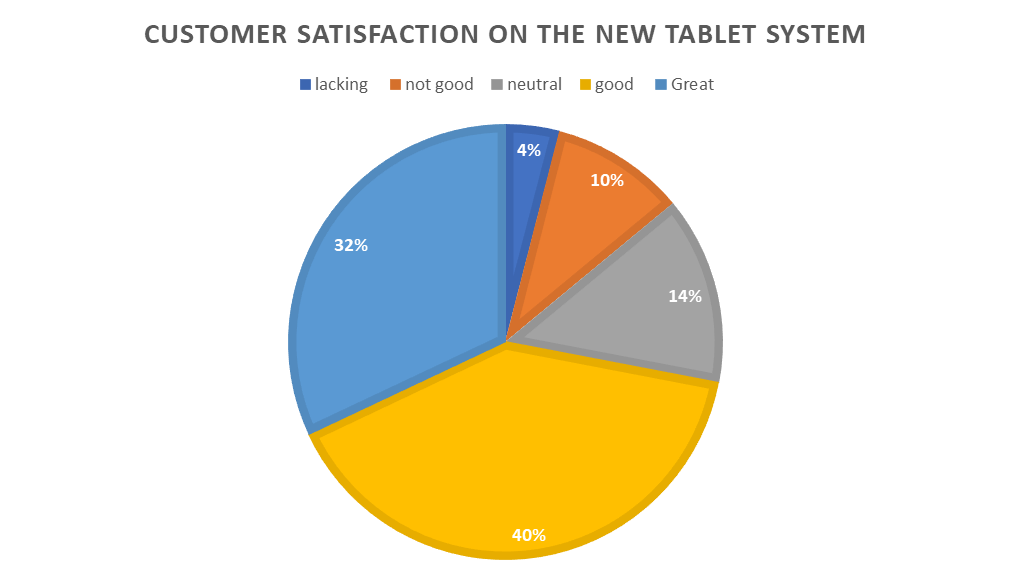 CUSTOMER SATISFACTION ON THE NEW TABLET SYSTEM
lacking not good neutral good Great
4%
10%
32%
14%
40%